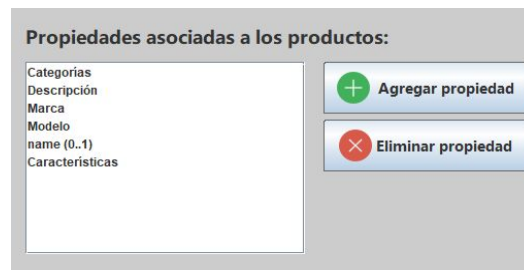 Propiedades asociadas a los productos:
Categorías
Descripción
Marca
Modelo
name (0..1)
Características
Agregar propiedad
Eliminar propiedad